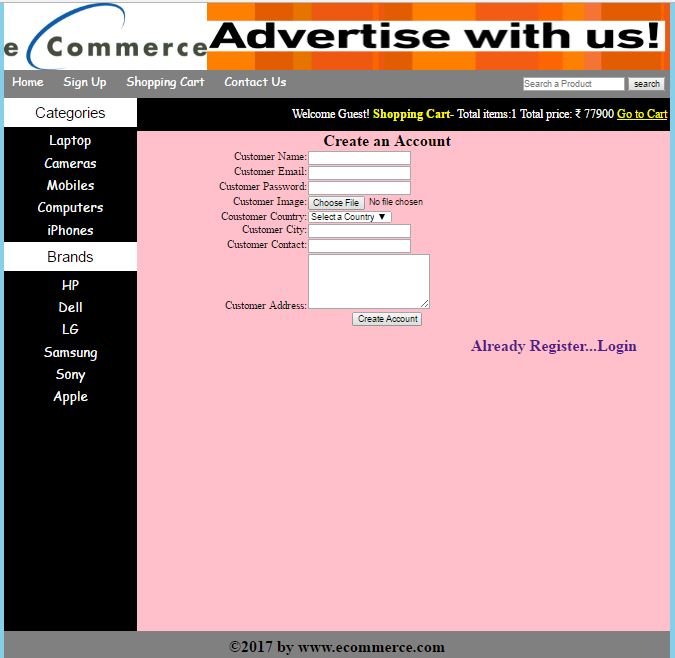 e Commerce
Advertise with us!
Home Sign Up Shopping Cart Contact Us Search a Product search
Categories
Welcome Guest! Shopping Cart- Total items:1 Total price: ₹ 77900 Go to Cart
Laptop
Cameras
Mobiles
Computers
iPhones
Brands
HP
Dell
LG
Samsung
Sony
Apple
Create an Account
Customer Name:
Customer Email:
Customer Password:
Customer Image: Choose File No file chosen
Coustomer Country: Select a Country ▼
Customer City:
Customer Contact:
Customer Address:
Create Account
Already Register...Login
©2017 by www.ecommerce.com